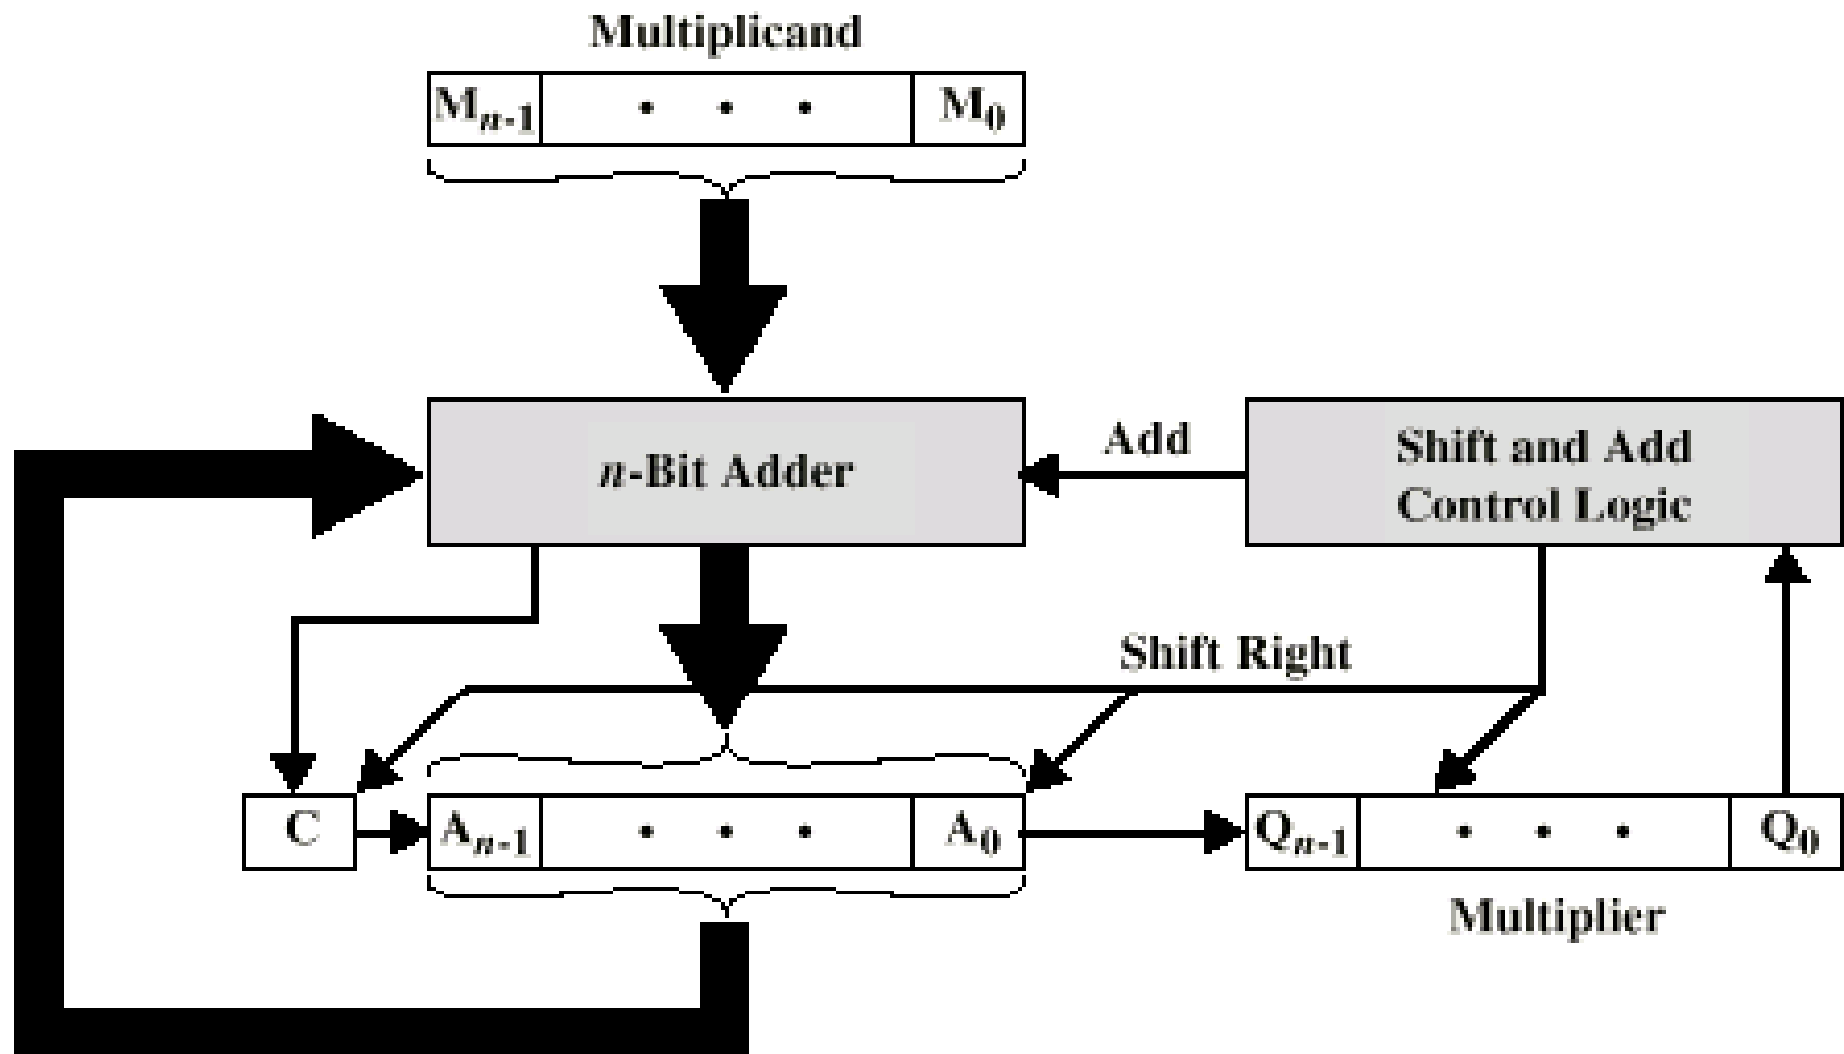 Multiplicand
Mn-1 • • • M0
n-Bit Adder
Add
Shift and Add
Control Logic
Shift Right
C
An-1 • • • A0
Qn-1 • • • Q0
Multiplier